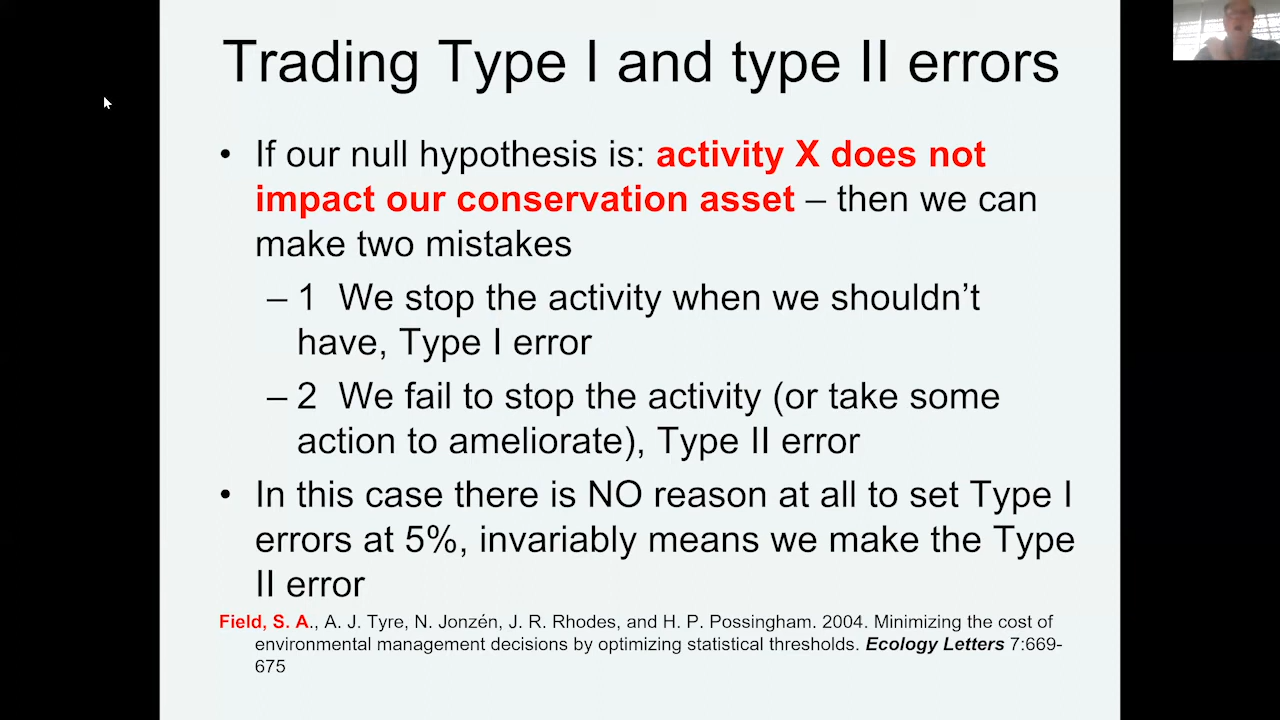 Trading Type I and type II errors
• If our null hypothesis is: activity X does not
impact our conservation asset – then we can
make two mistakes
– 1 We stop the activity when we shouldn’t
have, Type I error
– 2 We fail to stop the activity (or take some
action to ameliorate), Type II error
• In this case there is NO reason at all to set Type I
errors at 5%, invariably means we make the Type
II error
Field, S. A., A. J. Tyre, N. Jonzén, J. R. Rhodes, and H. P. Possingham. 2004. Minimizing the cost of
environmental management decisions by optimizing statistical thresholds. Ecology Letters 7:669-
675